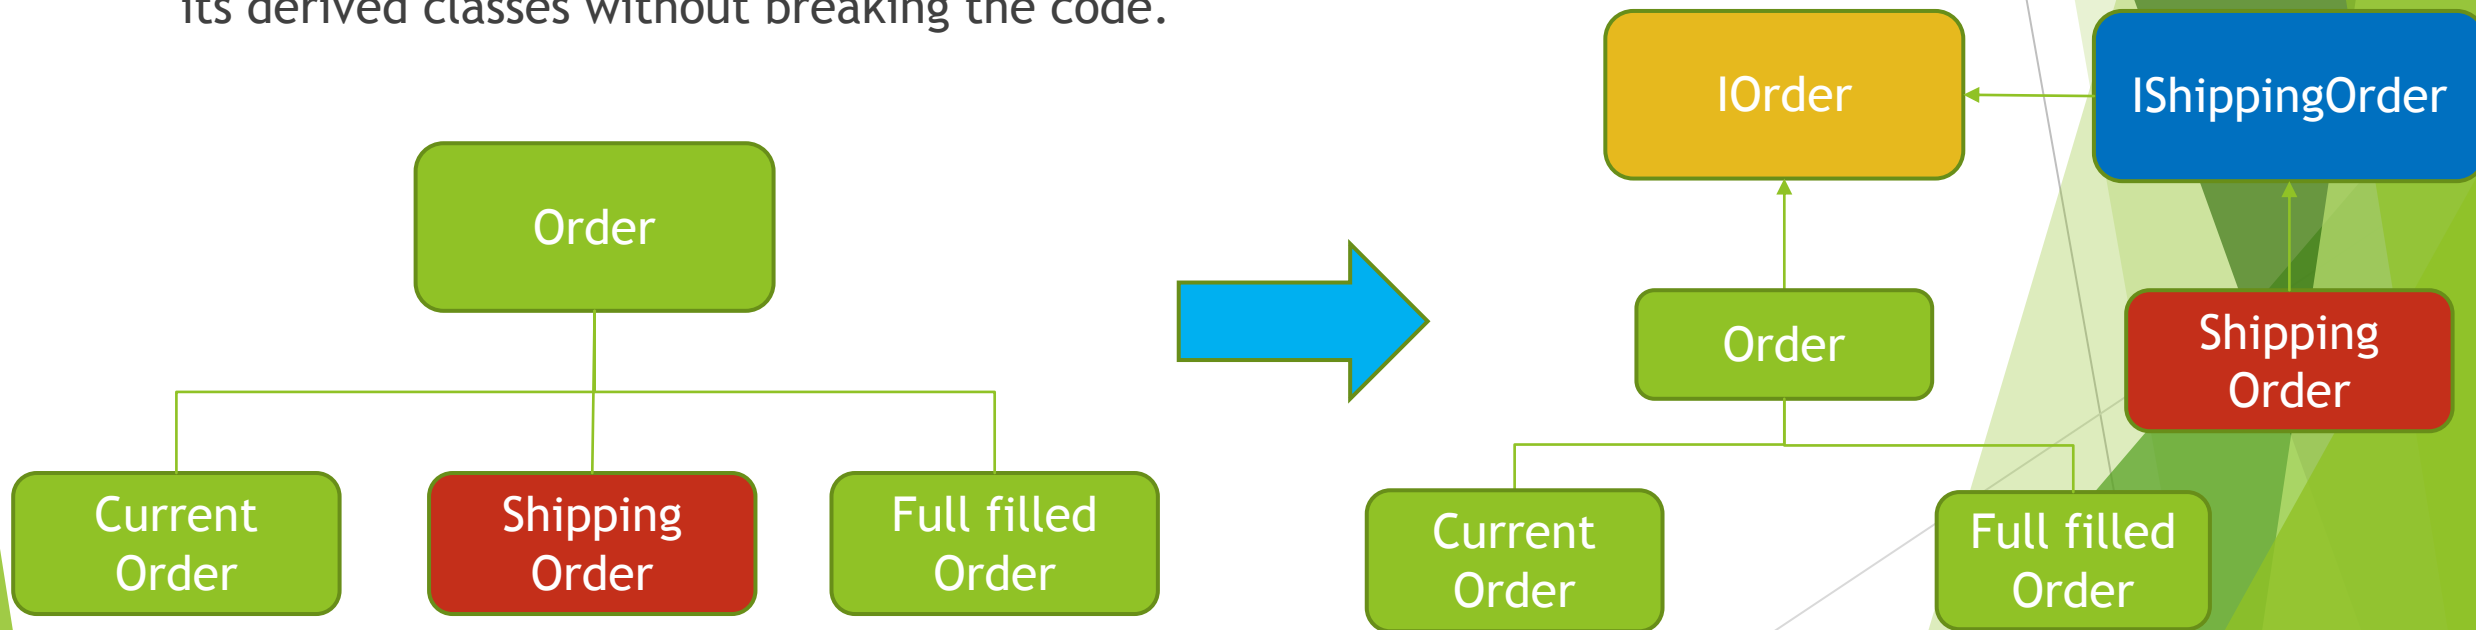 its derived classes without breaking the code.
IOrder
IShippingOrder
Order
Order
Shipping
Order
Current
Order
Shipping
Order
Full filled
Order
Current
Order
Full filled
Order